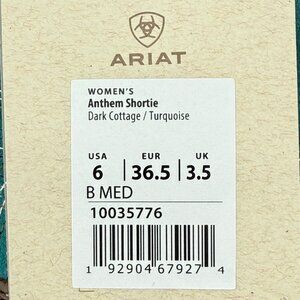 ARIAT
WOMEN'S
Anthem Shortie
Dark Cottage / Turquoise
USA EUR UK
6 | 36.5 | 3.5
B MED
10035776
1 92904 67927 4